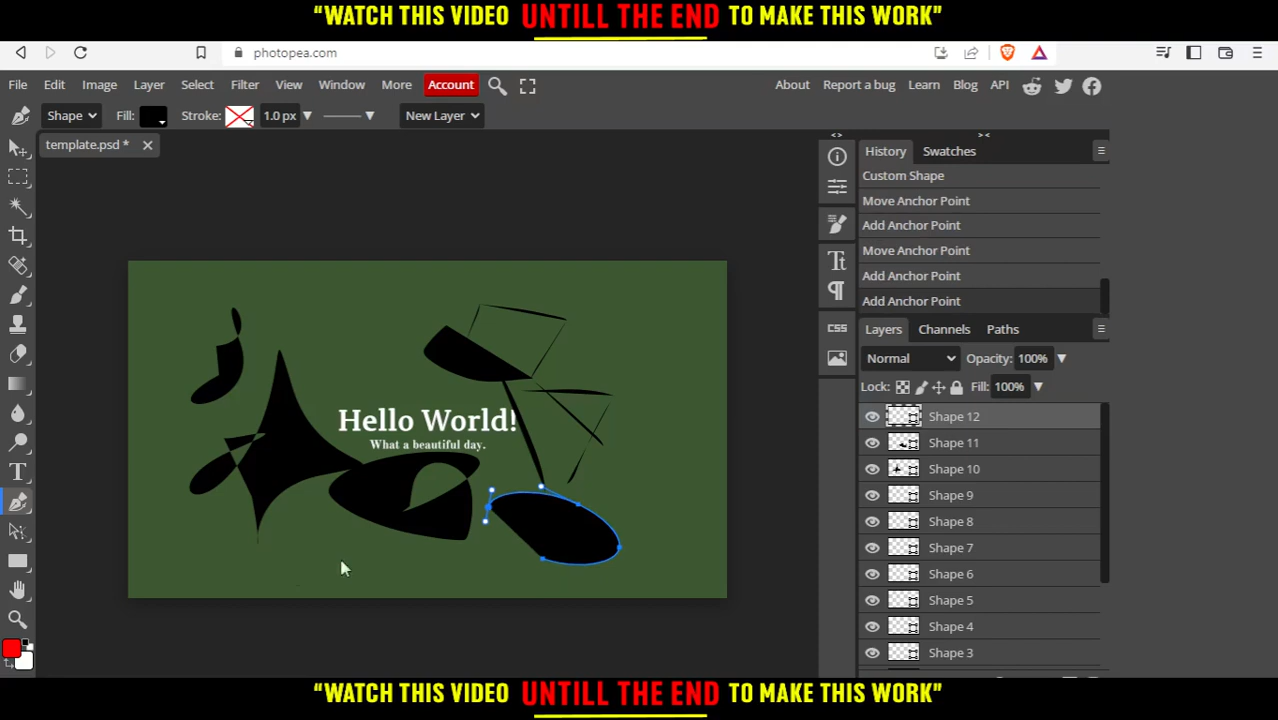 “WATCH THIS VIDEO UNTILL THE END TO MAKE THIS WORK”
photopea.com
File Edit Image Layer Select Filter View Window More Account About Report a bug Learn Blog API
Shape Fill: Stroke: 1.0 px New Layer
template.psd *
History Swatches
Custom Shape
Move Anchor Point
Add Anchor Point
Move Anchor Point
Add Anchor Point
Add Anchor Point
CSS
Layers Channels Paths
Normal Opacity: 100%
Lock: Fill: 100%
Shape 12
Shape 11
Shape 10
Shape 9
Shape 8
Shape 7
Shape 6
Shape 5
Shape 4
Shape 3
Hello World!
What a beautiful day.
“WATCH THIS VIDEO UNTILL THE END TO MAKE THIS WORK”